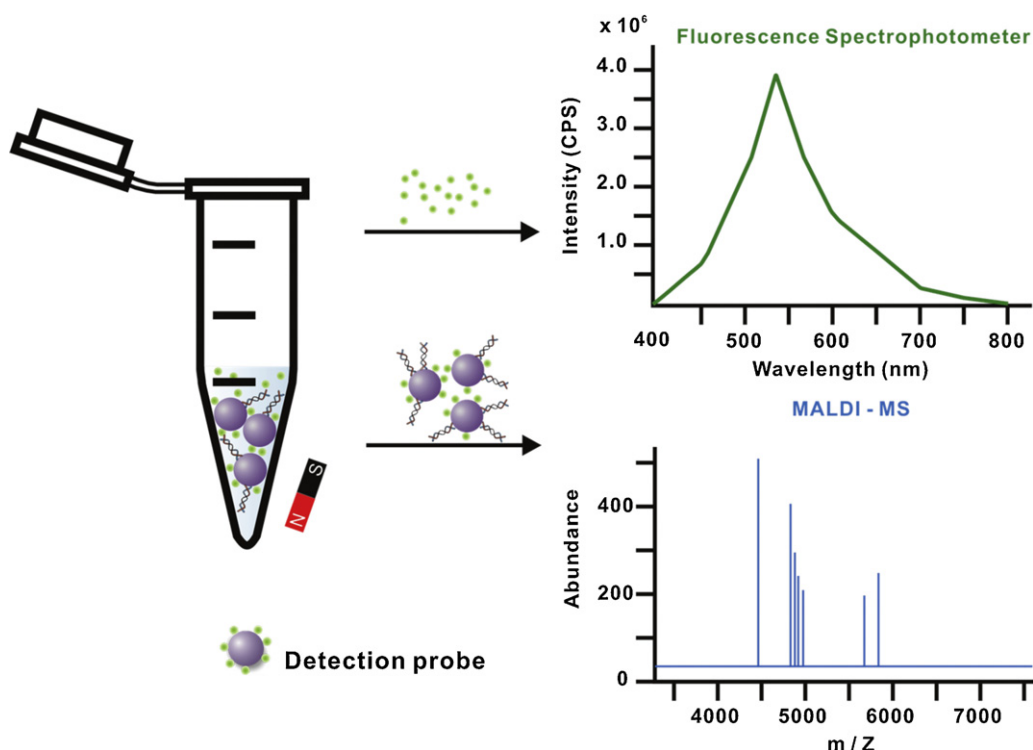 x 10⁶
Fluorescence Spectrophotometer
4.0
3.0
2.0
1.0
Intensity (CPS)
400 500 600 700 800
Wavelength (nm)
S
N
MALDI - MS
400
200
0
Abundance
4000 5000 6000 7000
m / Z
Detection probe